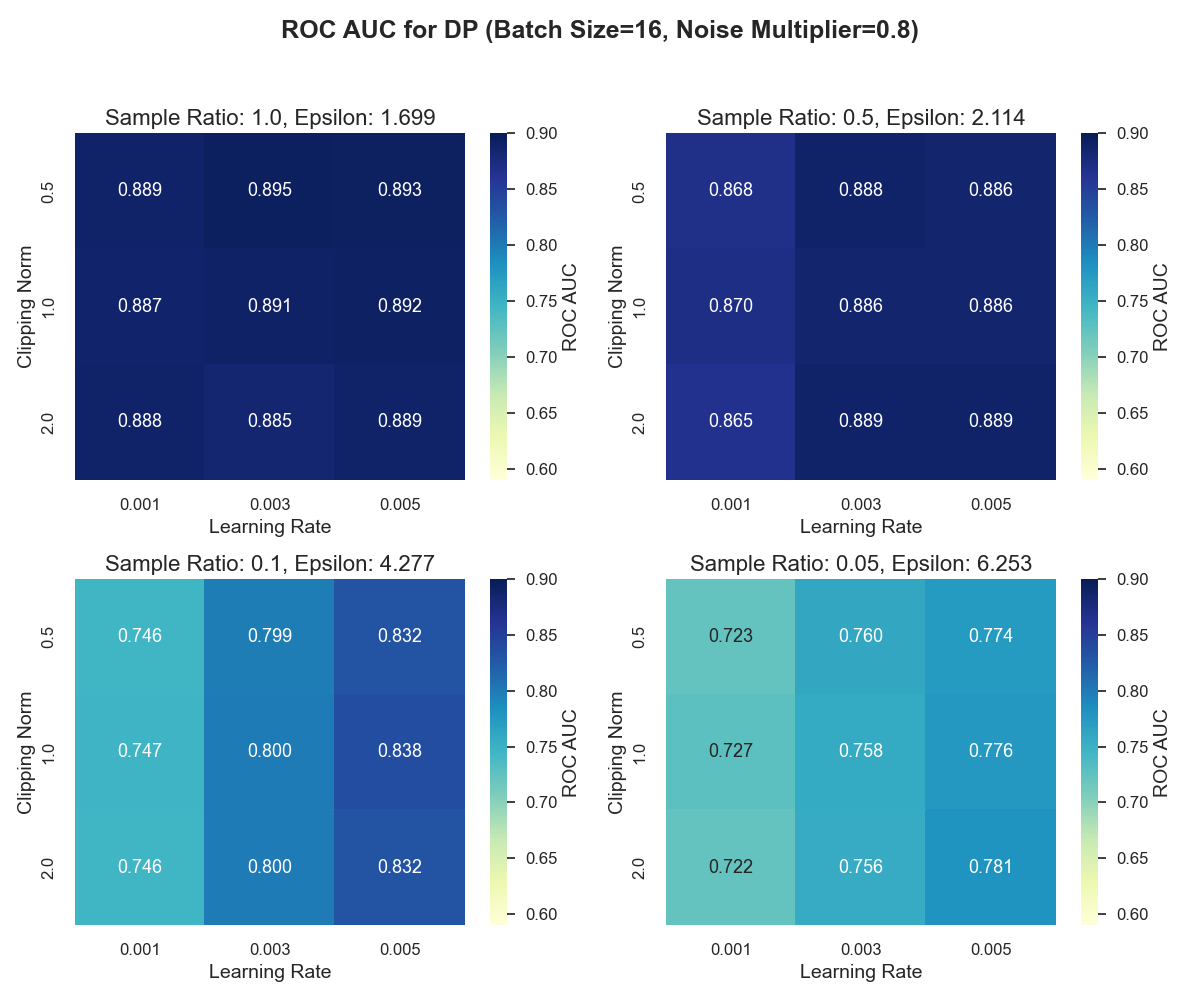 ROC AUC for DP (Batch Size=16, Noise Multiplier=0.8)
Sample Ratio: 1.0, Epsilon: 1.699
Clipping Norm
0.5
0.889 0.895 0.893
1.0
0.887 0.891 0.892
2.0
0.888 0.885 0.889
0.001 0.003 0.005
Learning Rate
0.90
0.85
0.80
0.75
0.70
0.65
0.60
ROC AUC
Sample Ratio: 0.5, Epsilon: 2.114
Clipping Norm
0.5
0.868 0.888 0.886
1.0
0.870 0.886 0.886
2.0
0.865 0.889 0.889
0.001 0.003 0.005
Learning Rate
0.90
0.85
0.80
0.75
0.70
0.65
0.60
ROC AUC
Sample Ratio: 0.1, Epsilon: 4.277
Clipping Norm
0.5
0.746 0.799 0.832
1.0
0.747 0.800 0.838
2.0
0.746 0.800 0.832
0.001 0.003 0.005
Learning Rate
0.90
0.85
0.80
0.75
0.70
0.65
0.60
ROC AUC
Sample Ratio: 0.05, Epsilon: 6.253
Clipping Norm
0.5
0.723 0.760 0.774
1.0
0.727 0.758 0.776
2.0
0.722 0.756 0.781
0.001 0.003 0.005
Learning Rate
0.90
0.85
0.80
0.75
0.70
0.65
0.60
ROC AUC